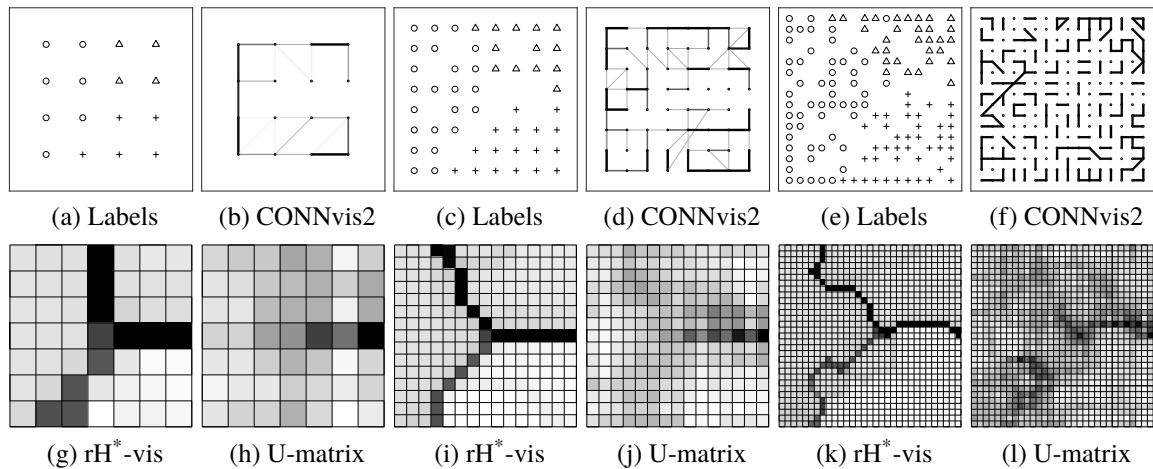 (a) Labels (b) CONNvis2 (c) Labels (d) CONNvis2 (e) Labels (f) CONNvis2
(g) rH*-vis (h) U-matrix (i) rH*-vis (j) U-matrix (k) rH*-vis (l) U-matrix